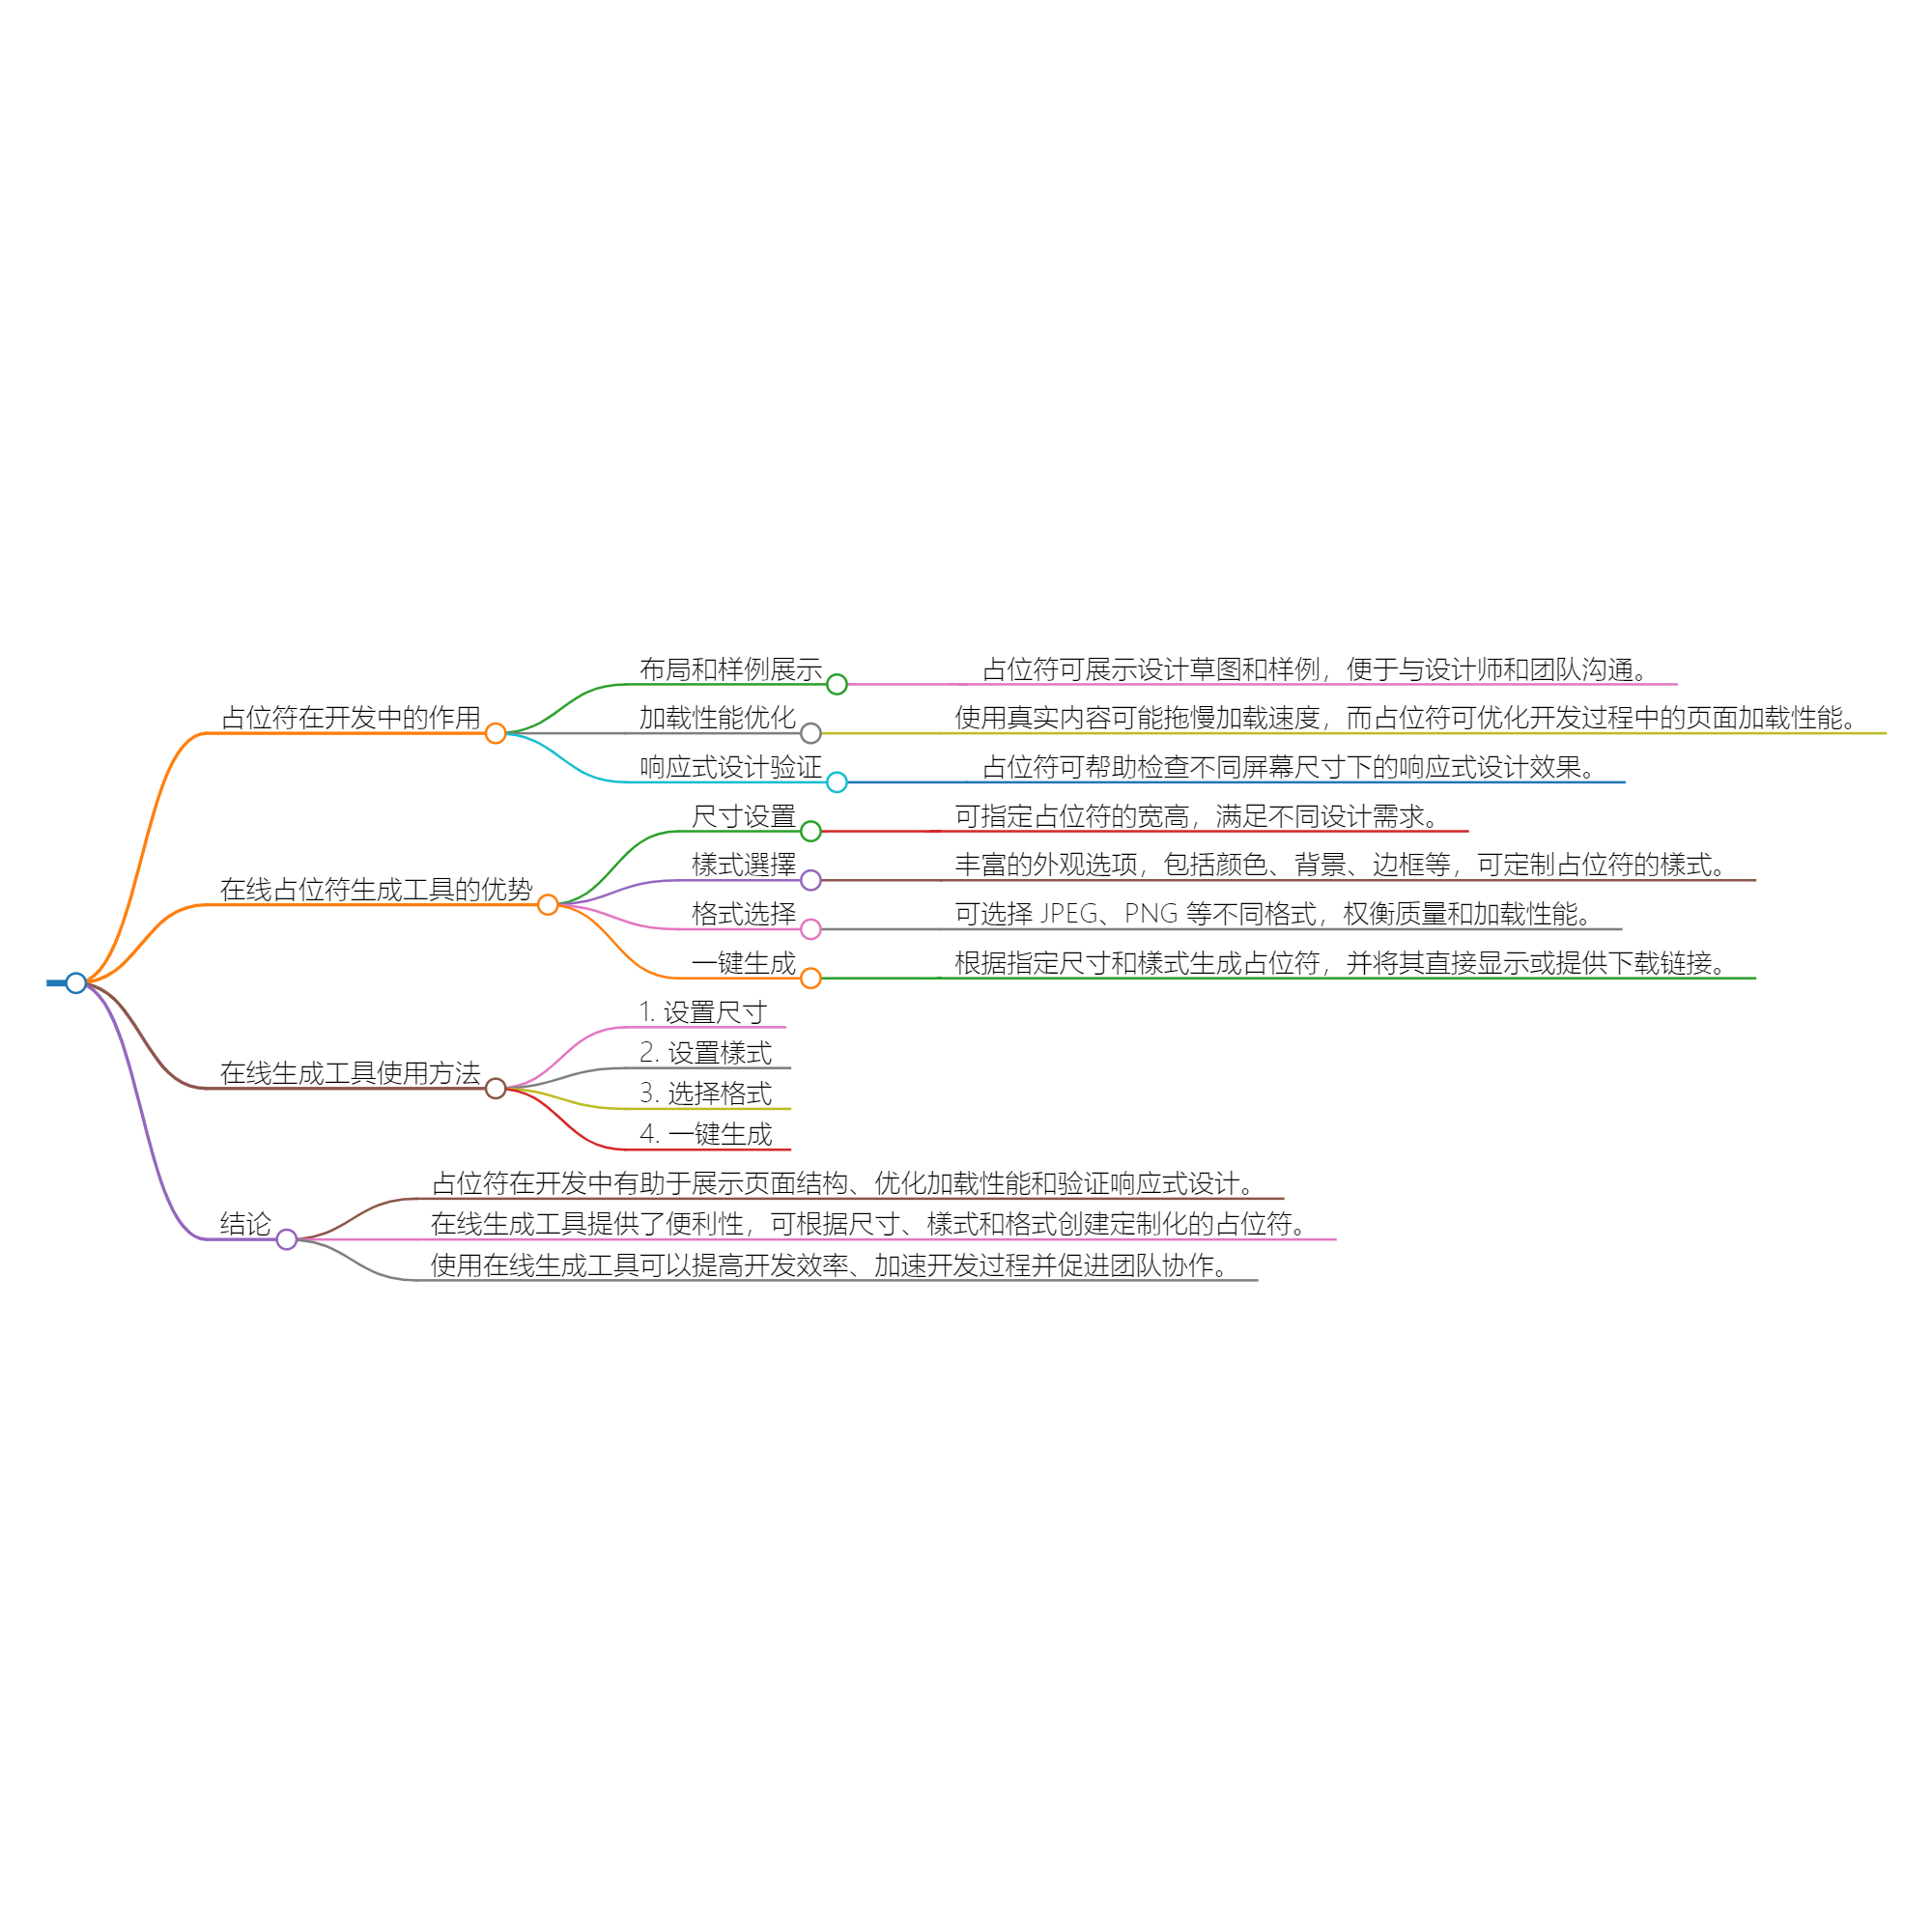 占位符在开发中的作用
布局和样例展示
占位符可展示设计草图和样例，便于与设计师和团队沟通。
加载性能优化
使用真实内容可能拖慢加载速度，而占位符可优化开发过程中的页面加载性能。
响应式设计验证
占位符可帮助检查不同屏幕尺寸下的响应式设计效果。
在线占位符生成工具的优势
尺寸设置
可指定占位符的宽高，满足不同设计需求。
樣式選擇
丰富的外观选项，包括颜色、背景、边框等，可定制占位符的樣式。
格式选择
可选择 JPEG、PNG 等不同格式，权衡质量和加载性能。
一键生成
根据指定尺寸和樣式生成占位符，并将其直接显示或提供下载链接。
在线生成工具使用方法
1. 设置尺寸
2. 设置樣式
3. 选择格式
4. 一键生成
结论
占位符在开发中有助于展示页面结构、优化加载性能和验证响应式设计。
在线生成工具提供了便利性，可根据尺寸、樣式和格式创建定制化的占位符。
使用在线生成工具可以提高开发效率、加速开发过程并促进团队协作。